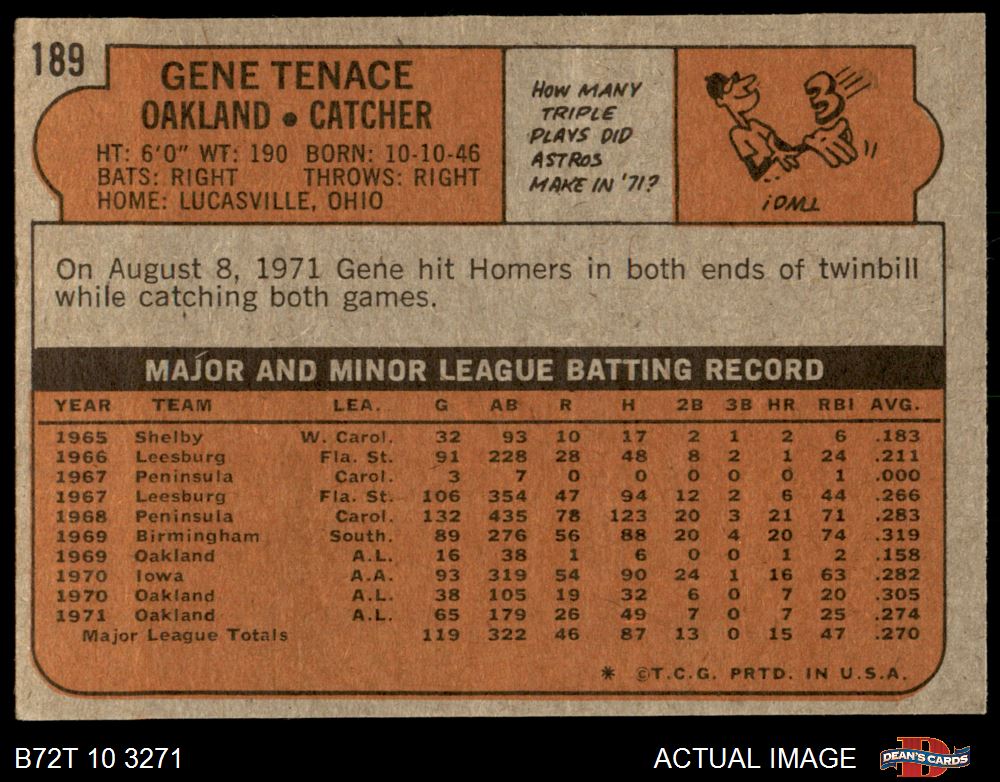 189
GENE TENACE
OAKLAND • CATCHER
HT: 6'0" WT: 190 BORN: 10-10-46
BATS: RIGHT THROWS: RIGHT
HOME: LUCASVILLE, OHIO
HOW MANY
TRIPLE
PLAYS DID
ASTROS
MAKE IN '71?
3
TWO!
On August 8, 1971 Gene hit Homers in both ends of twinbill
while catching both games.
MAJOR AND MINOR LEAGUE BATTING RECORD
YEAR TEAM LEA. G AB R H 2B 3B HR RBI AVG.
1965 Shelby W. Carol. 32 93 10 17 2 1 2 6 .183
1966 Leesburg Fla. St. 91 228 28 48 8 2 1 24 .211
1967 Peninsula Carol. 3 7 0 0 0 0 0 1 .000
1967 Leesburg Fla. St. 106 354 47 94 12 2 6 44 .266
1968 Peninsula Carol. 132 435 78 123 20 3 21 71 .283
1969 Birmingham South. 89 276 56 88 20 4 20 74 .319
1969 Oakland A.L. 16 38 1 6 0 0 1 2 .158
1970 Iowa A.A. 93 319 54 90 24 1 16 63 .282
1970 Oakland A.L. 38 105 19 32 6 0 7 20 .305
1971 Oakland A.L. 65 179 26 49 7 0 7 25 .274
Major League Totals 119 322 46 87 13 0 15 47 .270
* ©T.C.G. PRTD. IN U.S.A.
B72T 10 3271
ACTUAL IMAGE
D
DEAN'S CARDS